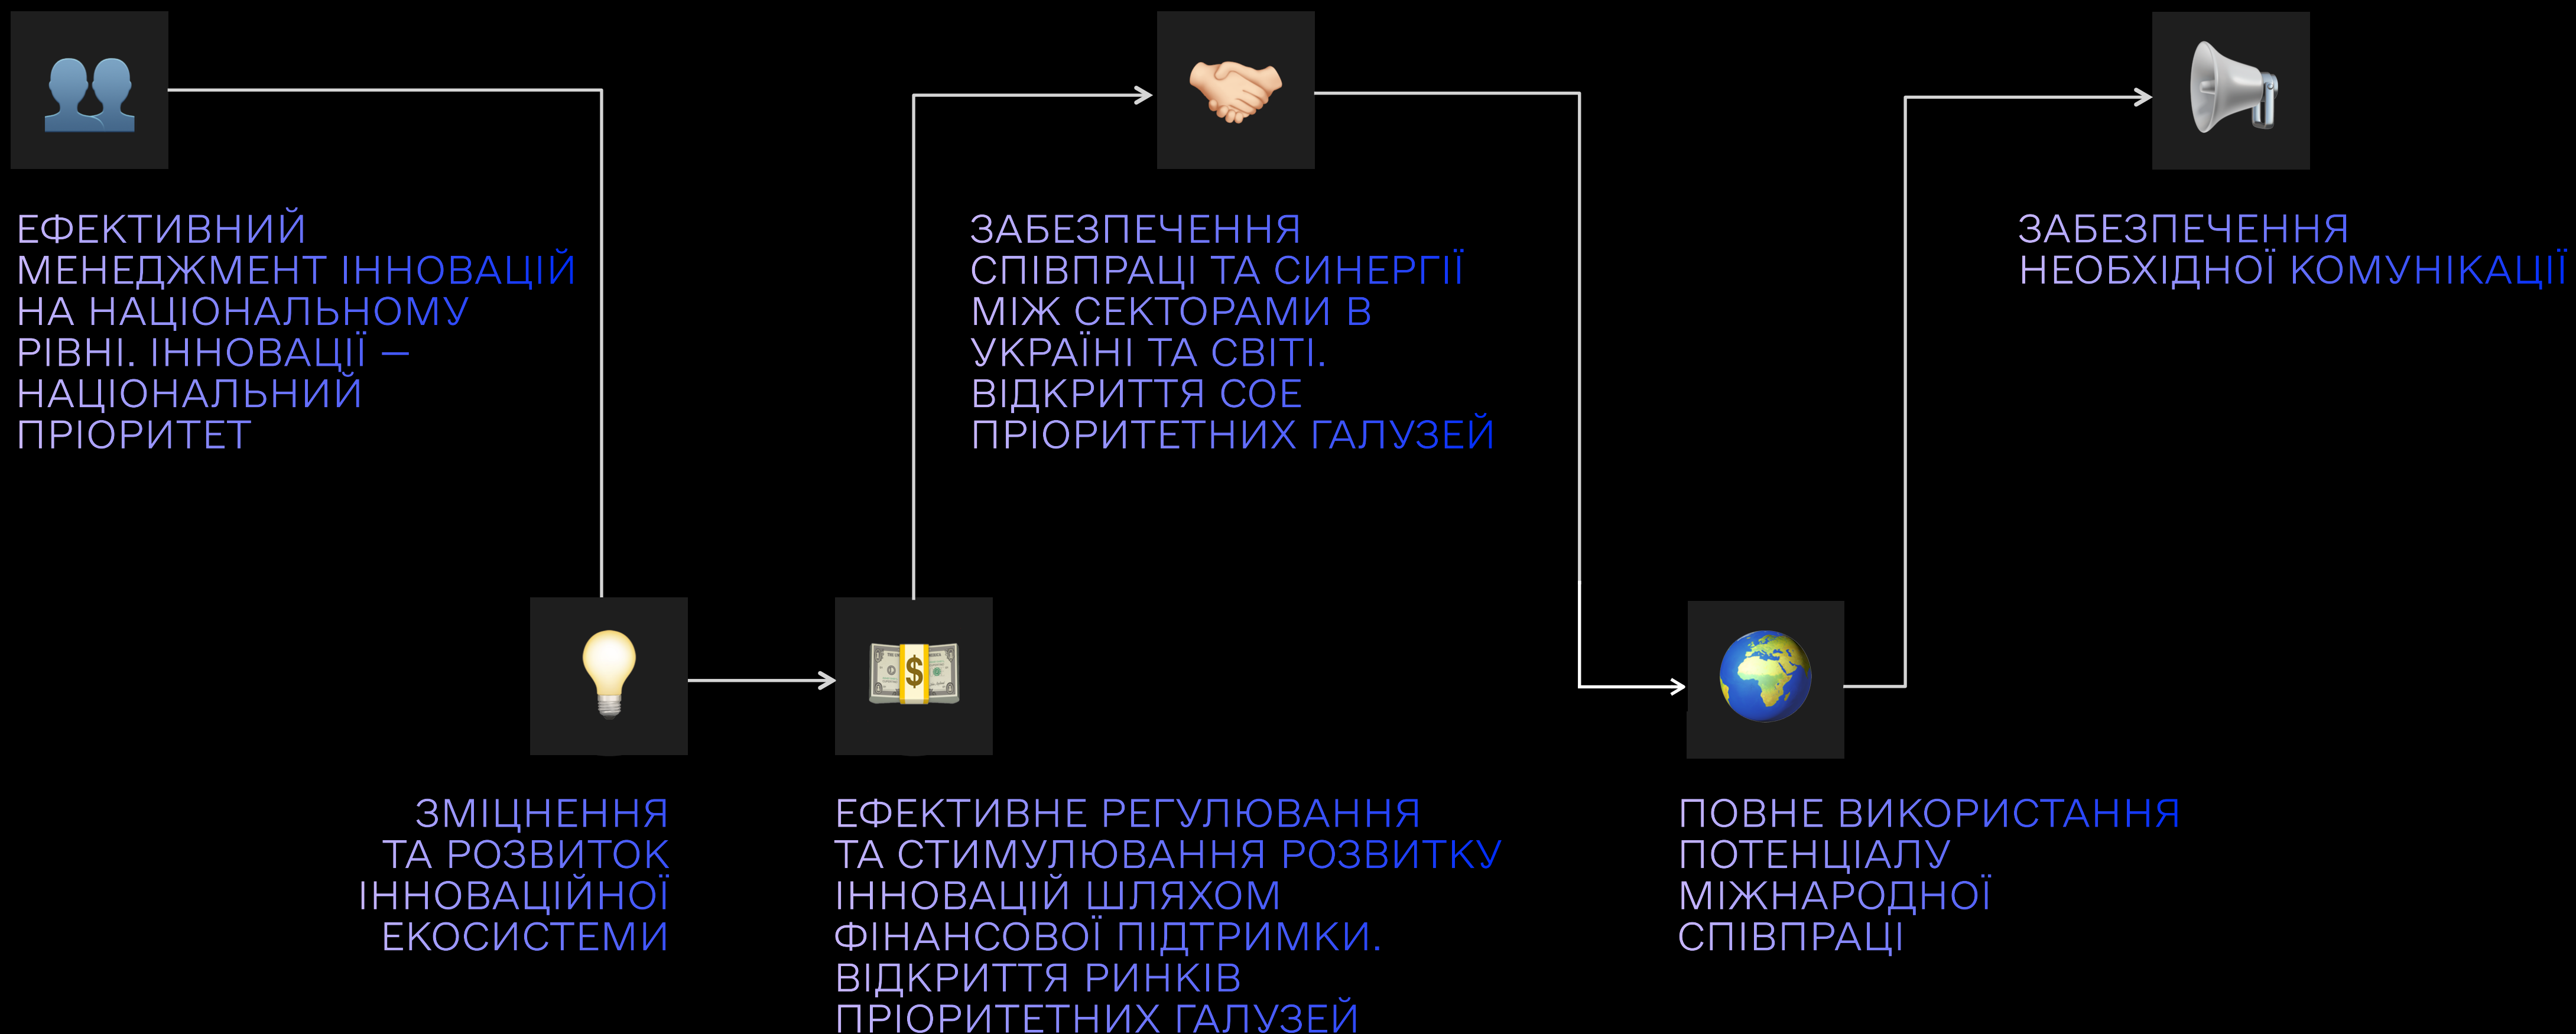 ЕФЕКТИВНИЙ
МЕНЕДЖМЕНТ ІННОВАЦІЙ
НА НАЦІОНАЛЬНОМУ
РІВНІ. ІННОВАЦІЇ —
НАЦІОНАЛЬНИЙ
ПРІОРИТЕТ
ЗМІЦНЕННЯ
ТА РОЗВИТОК
ІННОВАЦІЙНОЇ
ЕКОСИСТЕМИ
ЕФЕКТИВНЕ РЕГУЛЮВАННЯ
ТА СТИМУЛЮВАННЯ РОЗВИТКУ
ІННОВАЦІЙ ШЛЯХОМ
ФІНАНСОВОЇ ПІДТРИМКИ.
ВІДКРИТТЯ РИНКІВ
ПРІОРИТЕТНИХ ГАЛУЗЕЙ
ЗАБЕЗПЕЧЕННЯ
СПІВПРАЦІ ТА СИНЕРГІЇ
МІЖ СЕКТОРАМИ В
УКРАЇНІ ТА СВІТІ.
ВІДКРИТТЯ СОЕ
ПРІОРИТЕТНИХ ГАЛУЗЕЙ
ПОВНЕ ВИКОРИСТАННЯ
ПОТЕНЦІАЛУ
МІЖНАРОДНОЇ
СПІВПРАЦІ
ЗАБЕЗПЕЧЕННЯ
НЕОБХІДНОЇ КОМУНІКАЦІЇ